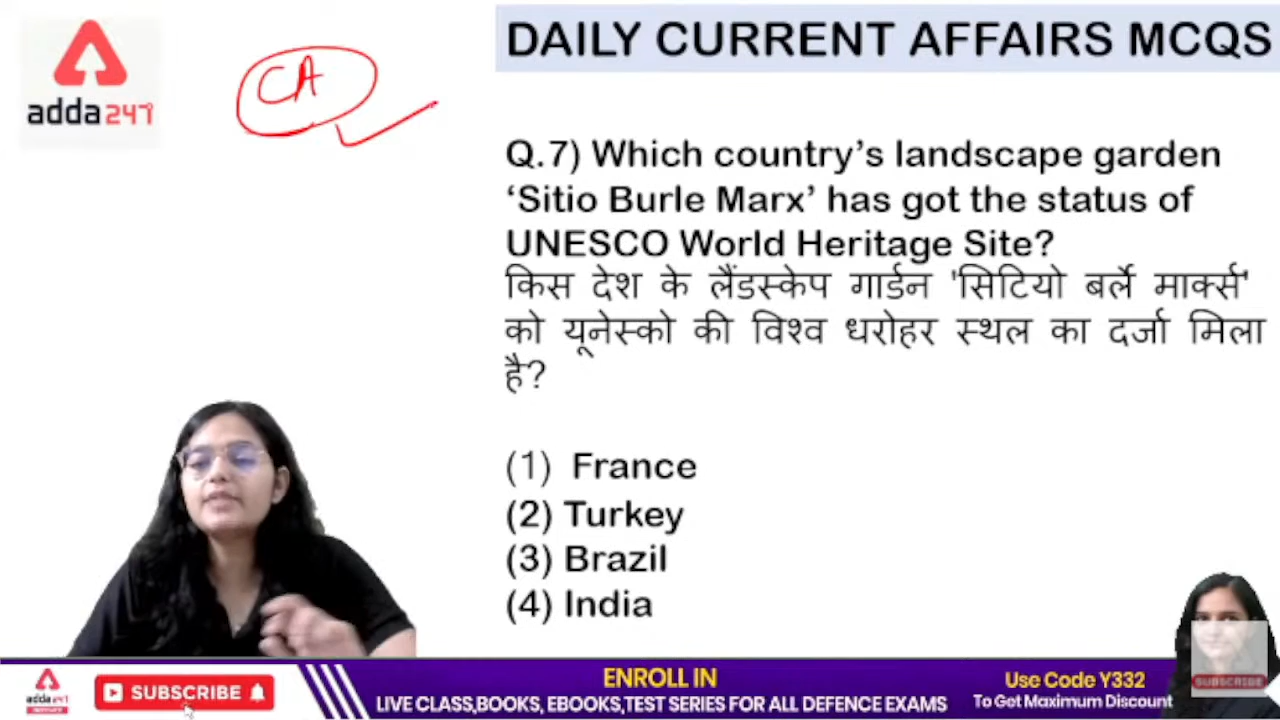 DAILY CURRENT AFFAIRS MCQS
adda247
CA
Q.7) Which country's landscape garden
'Sitio Burle Marx' has got the status of
UNESCO World Heritage Site?
किस देश के लैंडस्केप गार्डन 'सिटियो बर्ले मार्क्स'
को यूनेस्को की विश्व धरोहर स्थल का दर्जा मिला
है?
(1) France
(2) Turkey
(3) Brazil
(4) India
adda247
SUBSCRIBE
ENROLL IN
LIVE CLASS,BOOKS, EBOOKS,TEST SERIES FOR ALL DEFENCE EXAMS
Use Code Y332
To Get Maximum Discount
SUBSCRIBE